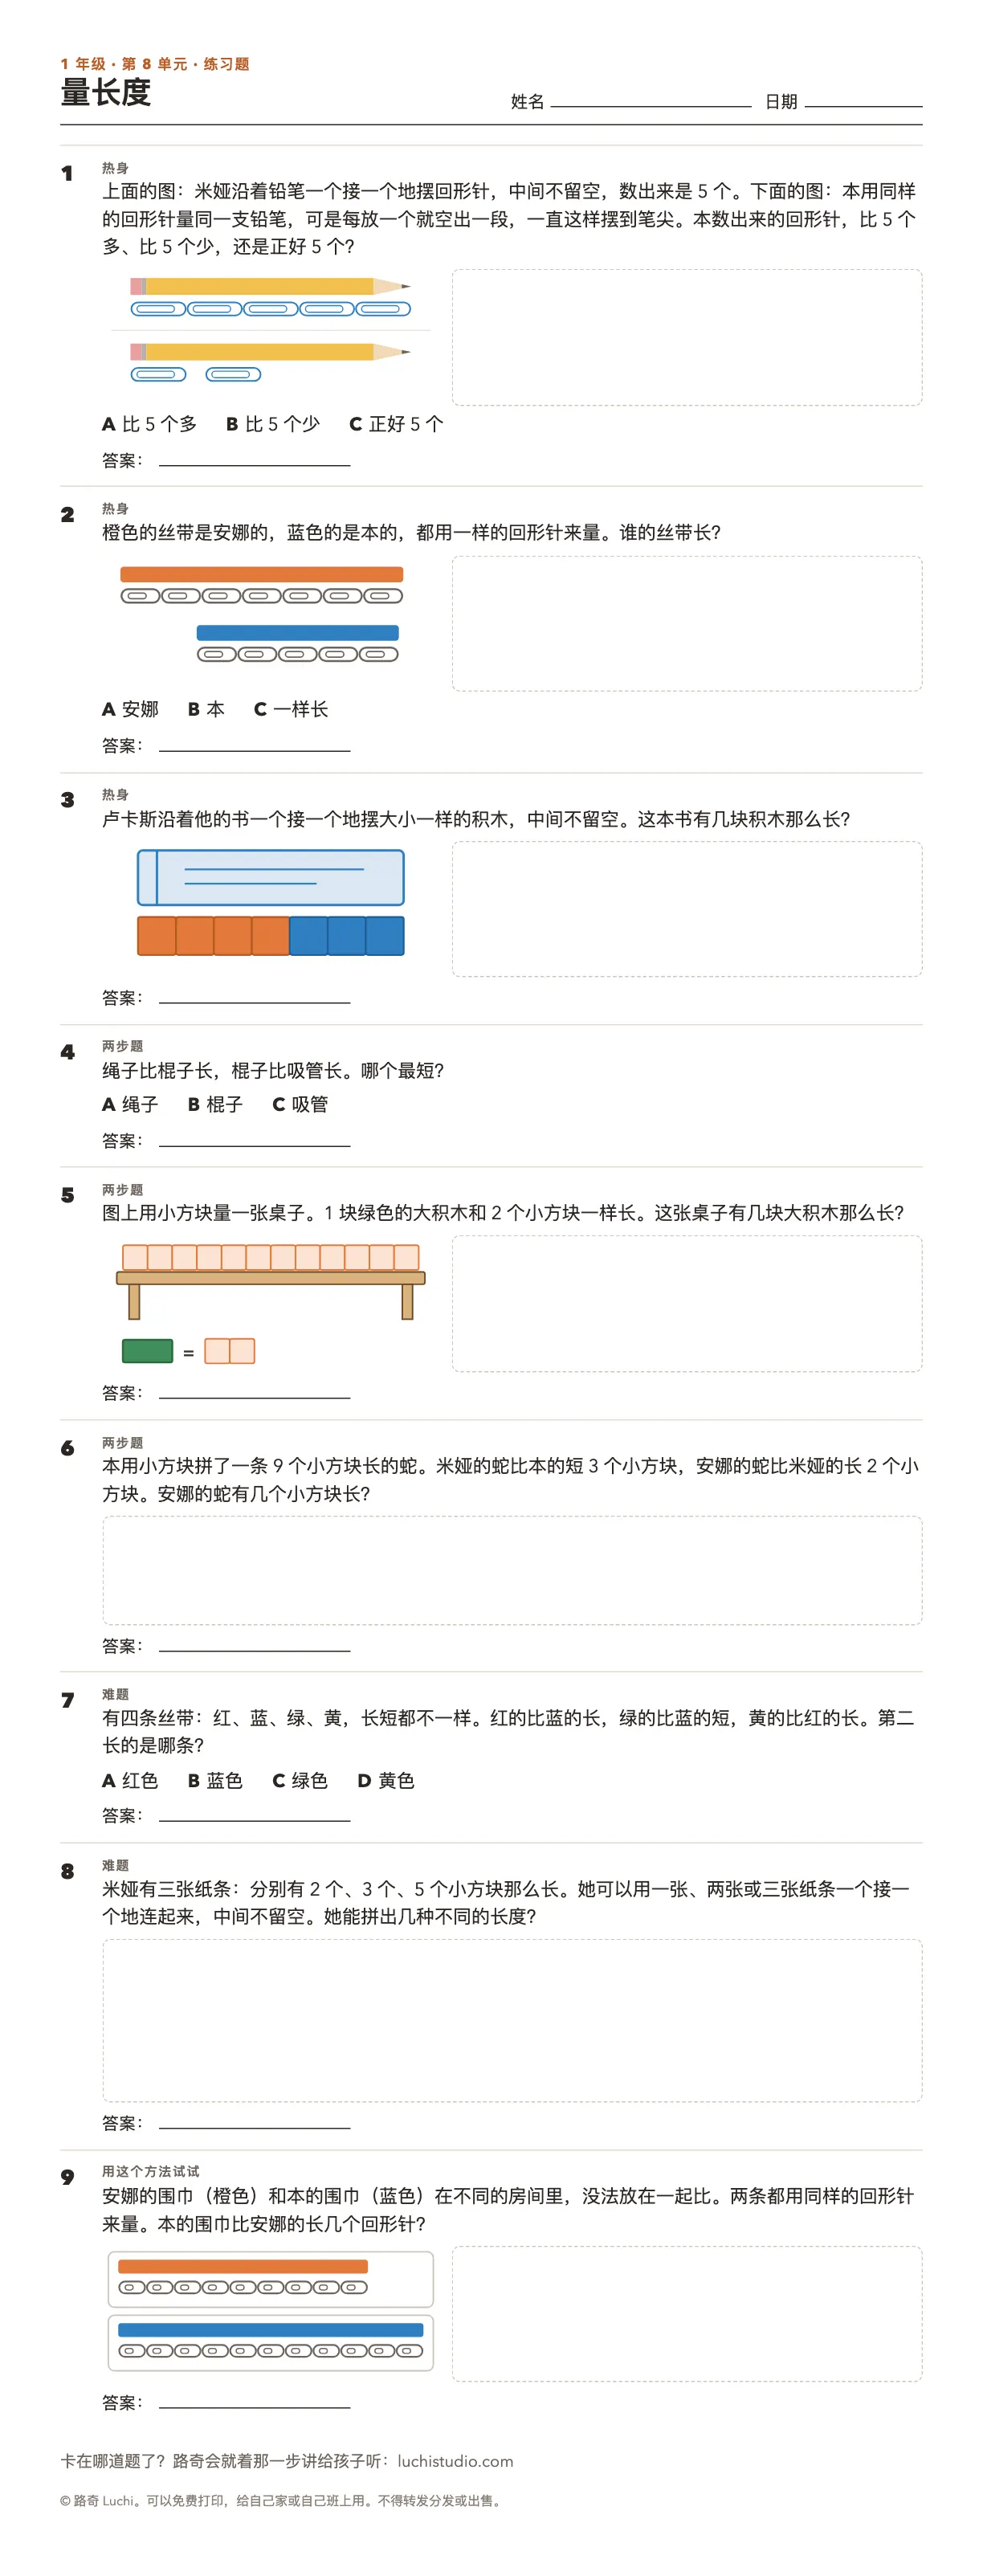 1 年级 · 第 8 单元 · 练习题
量长度
姓名 日期
1 热身
上面的图：米娅沿着铅笔一个接一个地摆回形针，中间不留空，数出来是 5 个。下面的图：本用同样
的回形针量同一支铅笔，可是每放一个就空出一段，一直这样摆到笔尖。本数出来的回形针，比 5 个
多、比 5 个少，还是正好 5 个？
A 比 5 个多 B 比 5 个少 C 正好 5 个
答案：
2 热身
橙色的丝带是安娜的，蓝色的是本的，都用一样的回形针来量。谁的丝带长？
A 安娜 B 本 C 一样长
答案：
3 热身
卢卡斯沿着他的书一个接一个地摆大小一样的积木，中间不留空。这本书有几块积木那么长？
答案：
4 两步题
绳子比棍子长，棍子比吸管长。哪个最短？
A 绳子 B 棍子 C 吸管
答案：
5 两步题
图上用小方块量一张桌子。1 块绿色的大积木和 2 个小方块一样长。这张桌子有几块大积木那么长？
=
答案：
6 两步题
本用小方块拼了一条 9 个小方块长的蛇。米娅的蛇比本的短 3 个小方块，安娜的蛇比米娅的长 2 个小
方块。安娜的蛇有几个小方块长？
答案：
7 难题
有四条丝带：红、蓝、绿、黄，长短都不一样。红的比蓝的长，绿的比蓝的短，黄的比红的长。第二
长的是哪条？
A 红色 B 蓝色 C 绿色 D 黄色
答案：
8 难题
米娅有三张纸条：分别有 2 个、3 个、5 个小方块那么长。她可以用一张、两张或三张纸条一个接一
个地连起来，中间不留空。她能拼出几种不同的长度？
答案：
9 用这个方法试试
安娜的围巾（橙色）和本的围巾（蓝色）在不同的房间里，没法放在一起比。两条都用同样的回形针
来量。本的围巾比安娜的长几个回形针？
答案：
卡在哪道题了？路奇会就着那一步讲给孩子听：luchistudio.com
© 路奇 Luchi。可以免费打印，给自己家或自己班上用。不得转发分发或出售。